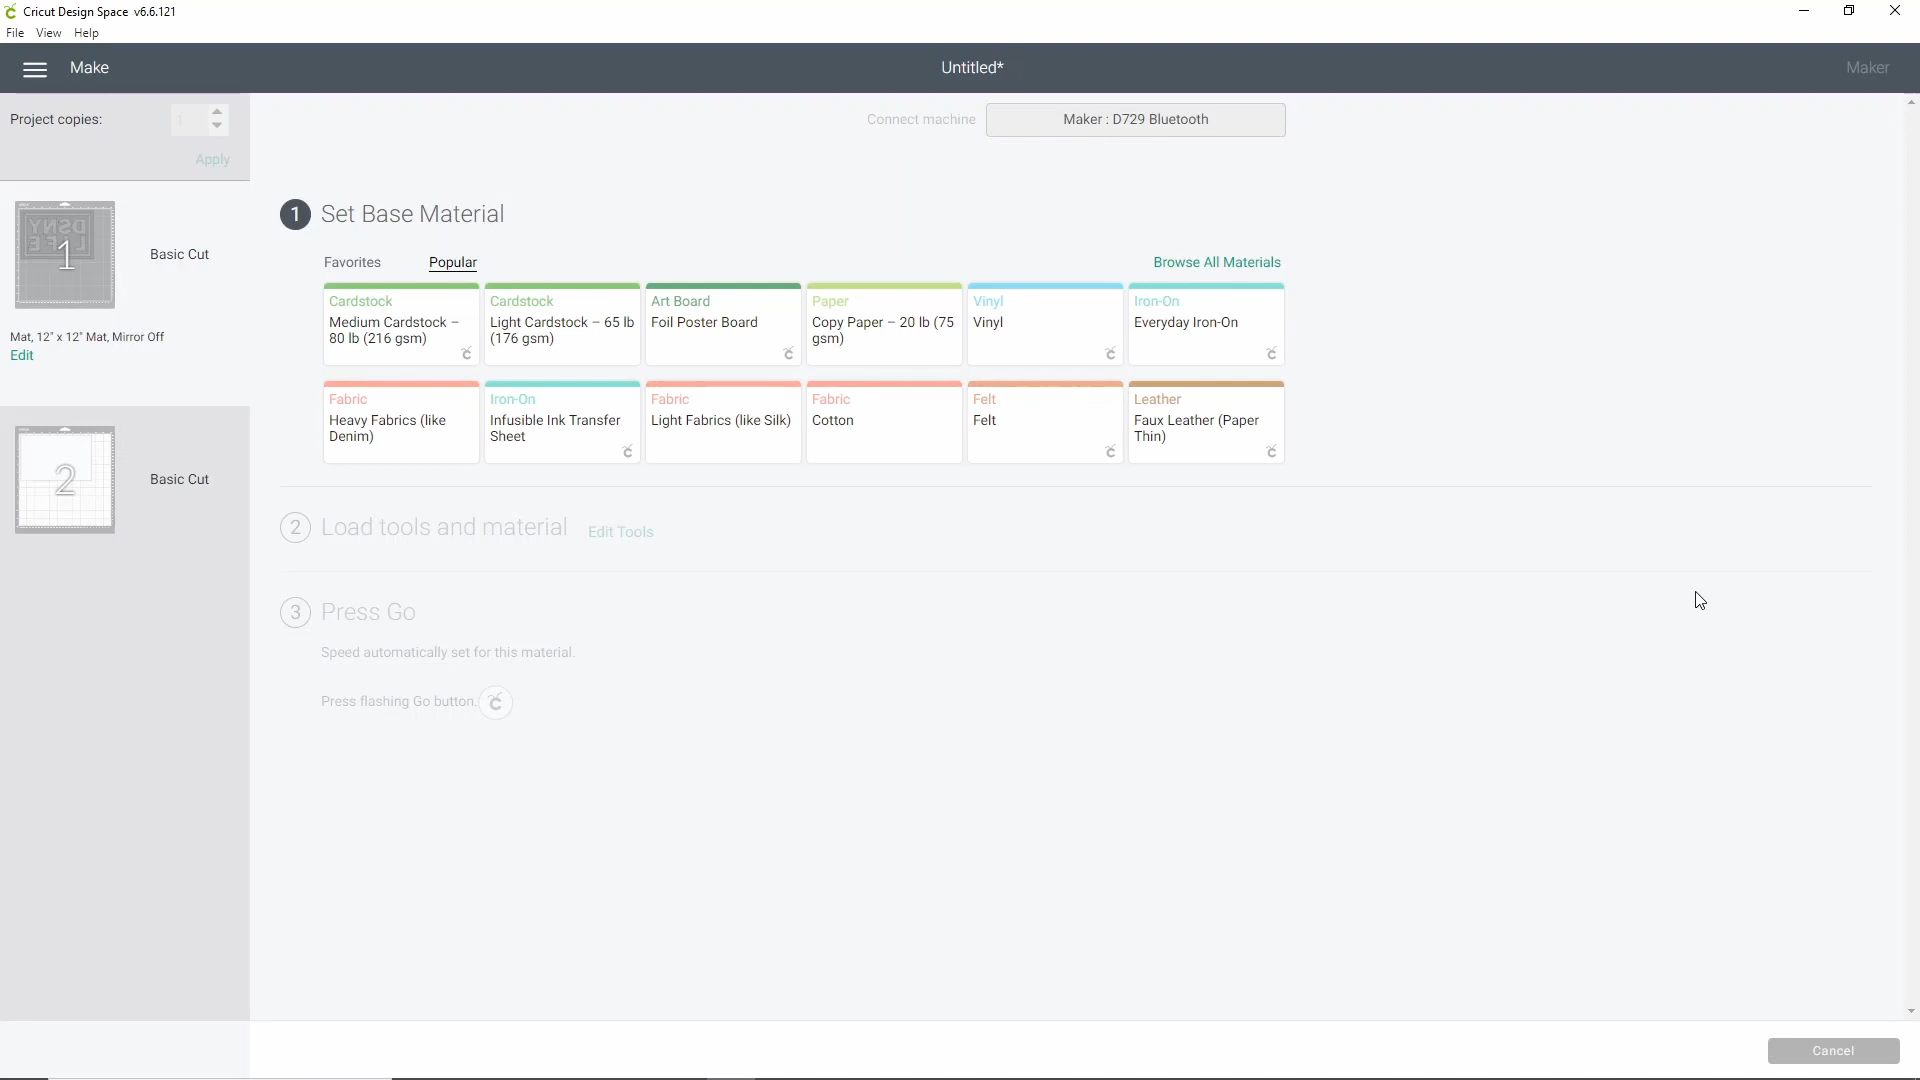 Cricut Design Space v6.6.121
File View Help
Make
Untitled*
Maker
Project copies:
1
Apply
Connect machine
Maker : D729 Bluetooth
1
Basic Cut
Mat, 12" x 12" Mat, Mirror Off
Edit
2
Basic Cut
1 Set Base Material
Favorites Popular
Browse All Materials
Cardstock
Medium Cardstock –
80 lb (216 gsm)
Cardstock
Light Cardstock – 65 lb
(176 gsm)
Art Board
Foil Poster Board
Paper
Copy Paper – 20 lb (75
gsm)
Vinyl
Vinyl
Iron-On
Everyday Iron-On
Fabric
Heavy Fabrics (like
Denim)
Iron-On
Infusible Ink Transfer
Sheet
Fabric
Light Fabrics (like Silk)
Fabric
Cotton
Felt
Felt
Leather
Faux Leather (Paper
Thin)
2 Load tools and material Edit Tools
3 Press Go
Speed automatically set for this material.
Press flashing Go button.
Cancel